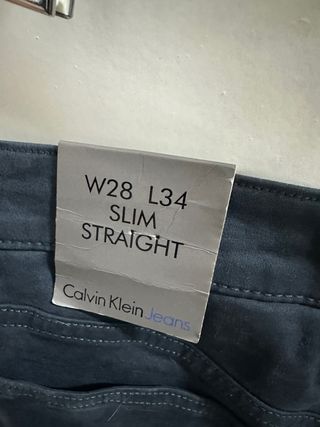 W28 L34
SLIM
STRAIGHT
Calvin Klein Jeans